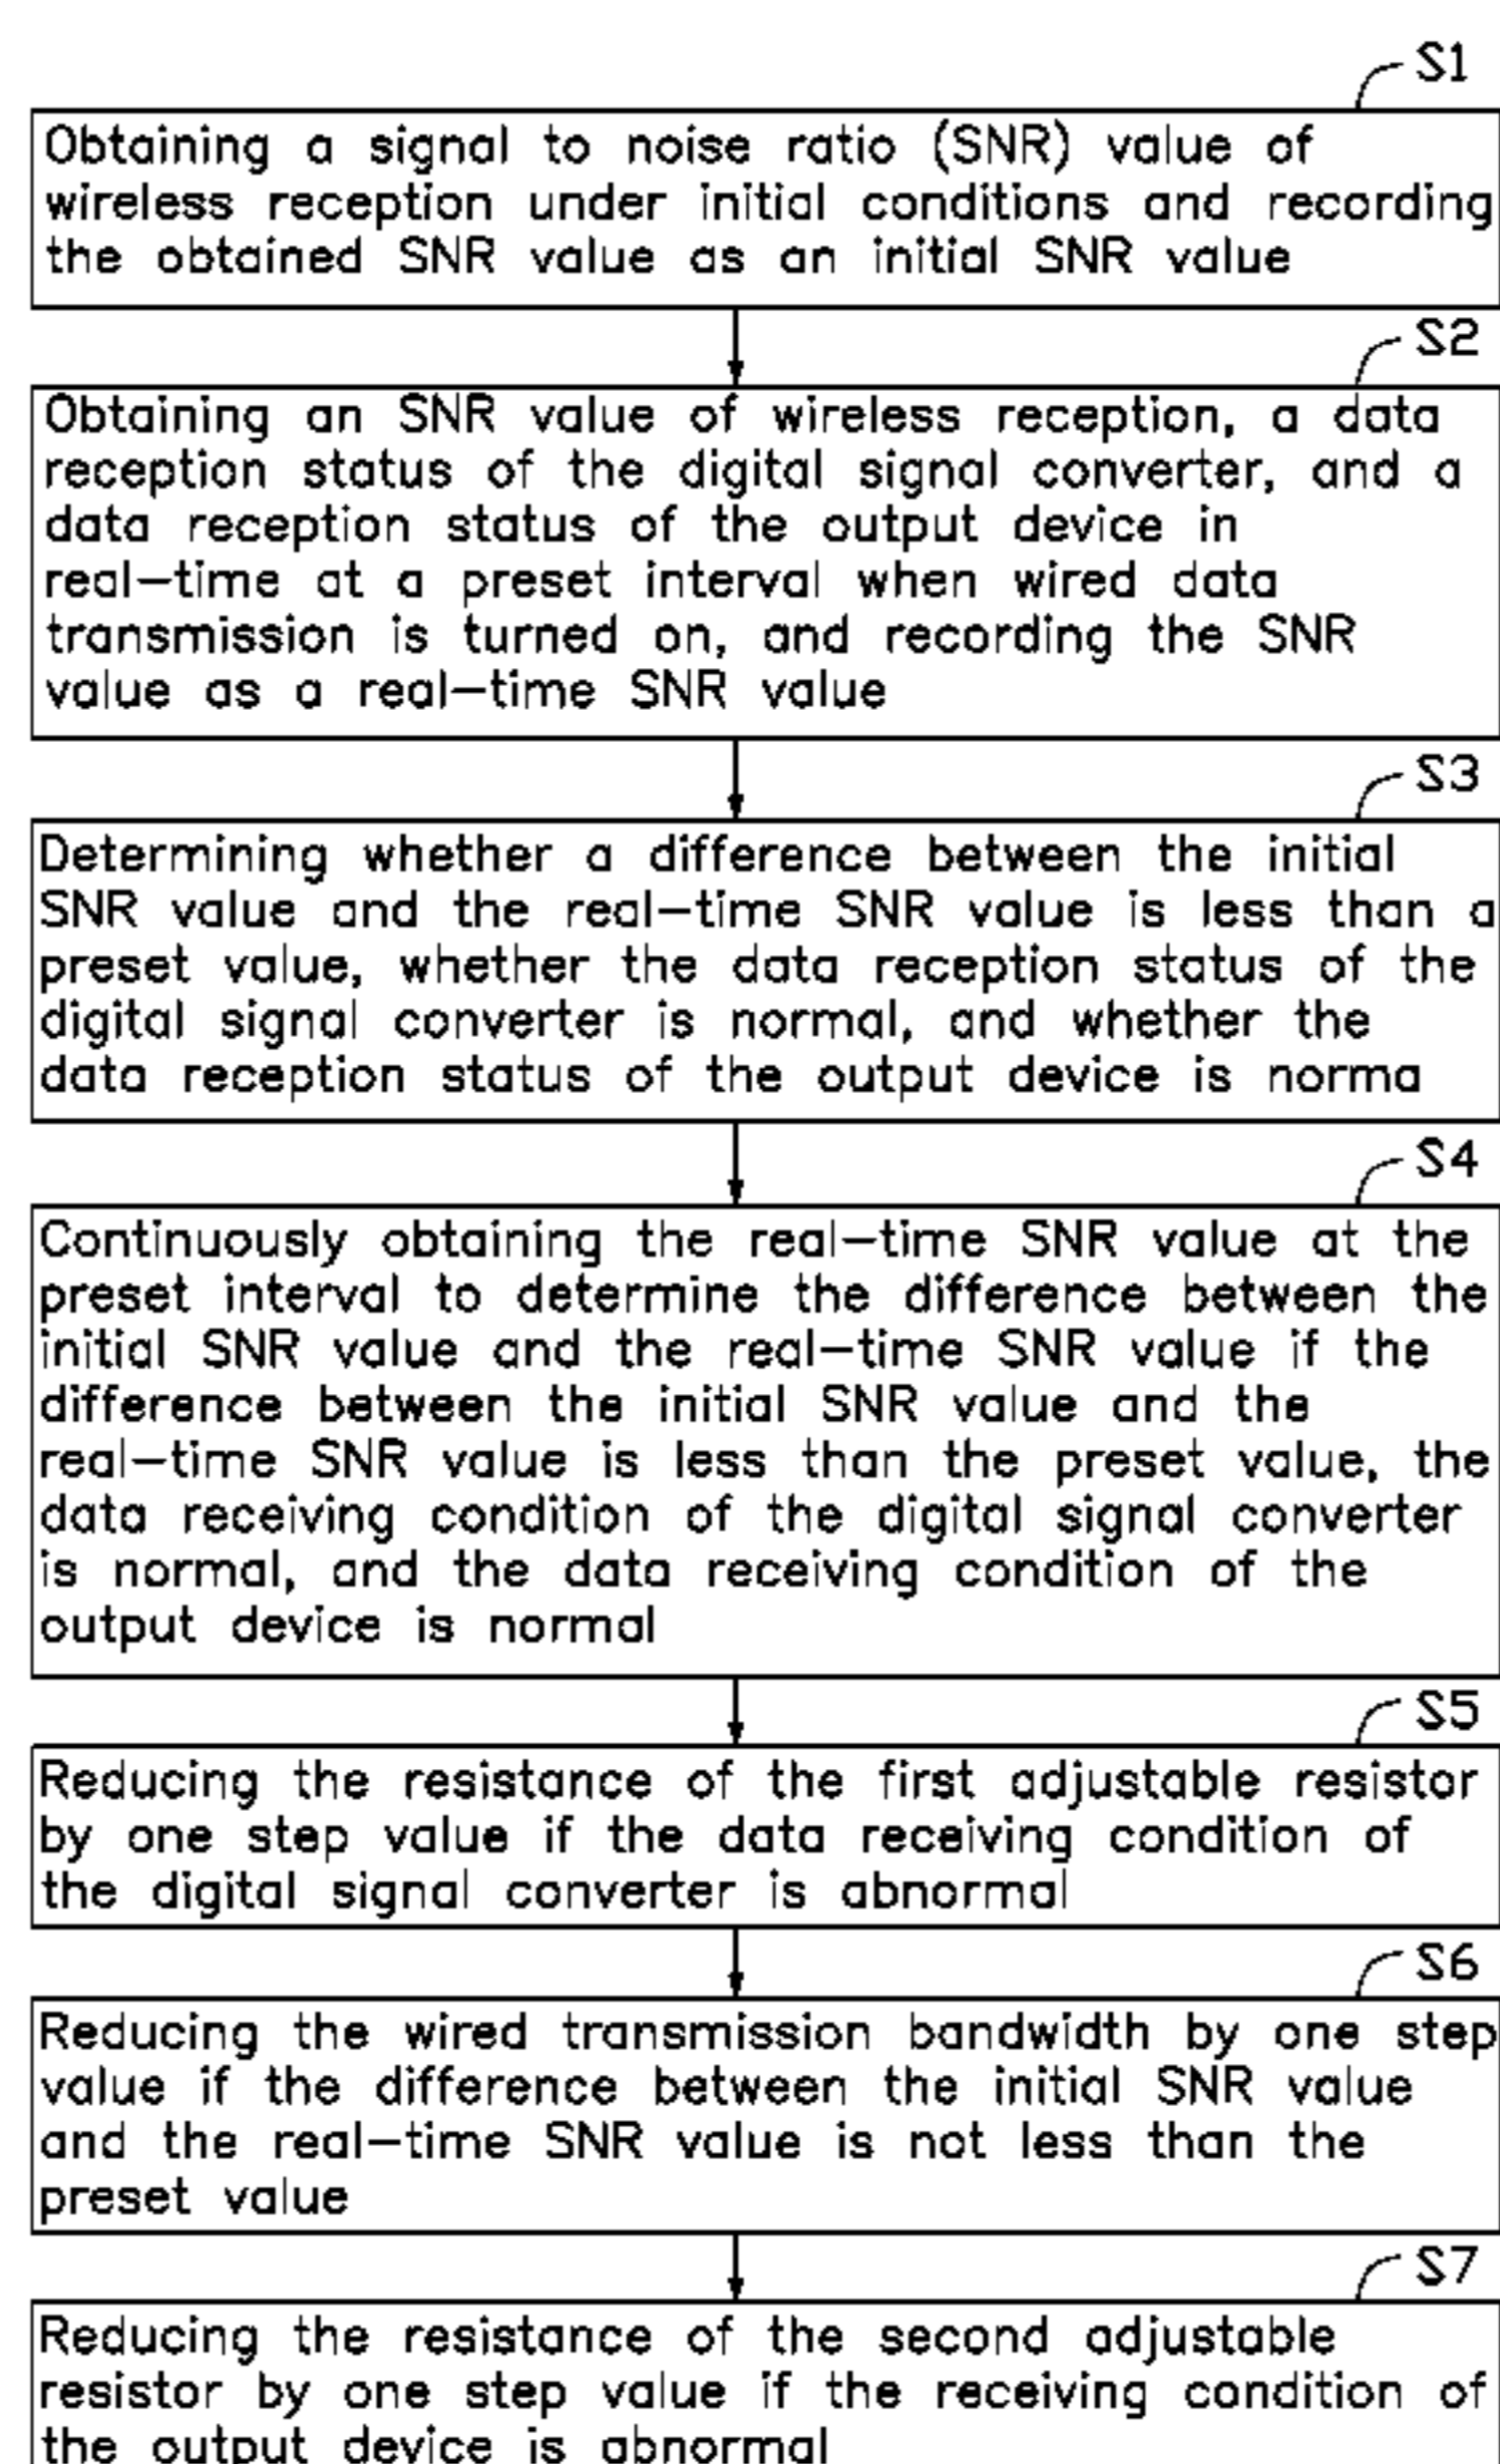 S1
Obtaining a signal to noise ratio (SNR) value of
wireless reception under initial conditions and recording
the obtained SNR value as an initial SNR value
S2
Obtaining an SNR value of wireless reception, a data
reception status of the digital signal converter, and a
data reception status of the output device in
real-time at a preset interval when wired data
transmission is turned on, and recording the SNR
value as a real-time SNR value
S3
Determining whether a difference between the initial
SNR value and the real-time SNR value is less than a
preset value, whether the data reception status of the
digital signal converter is normal, and whether the
data reception status of the output device is norma
S4
Continuously obtaining the real-time SNR value at the
preset interval to determine the difference between the
initial SNR value and the real-time SNR value if the
difference between the initial SNR value and the
real-time SNR value is less than the preset value, the
data receiving condition of the digital signal converter
is normal, and the data receiving condition of the
output device is normal
S5
Reducing the resistance of the first adjustable resistor
by one step value if the data receiving condition of
the digital signal converter is abnormal
S6
Reducing the wired transmission bandwidth by one step
value if the difference between the initial SNR value
and the real-time SNR value is not less than the
preset value
S7
Reducing the resistance of the second adjustable
resistor by one step value if the receiving condition of
the output device is abnormal